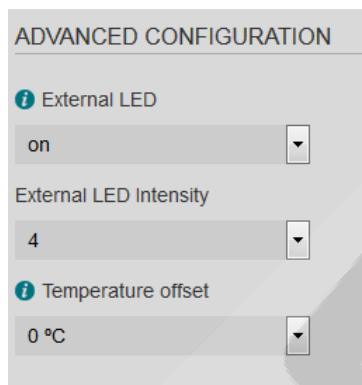 ADVANCED CONFIGURATION
i External LED
on
External LED Intensity
4
i Temperature offset
0 ºC